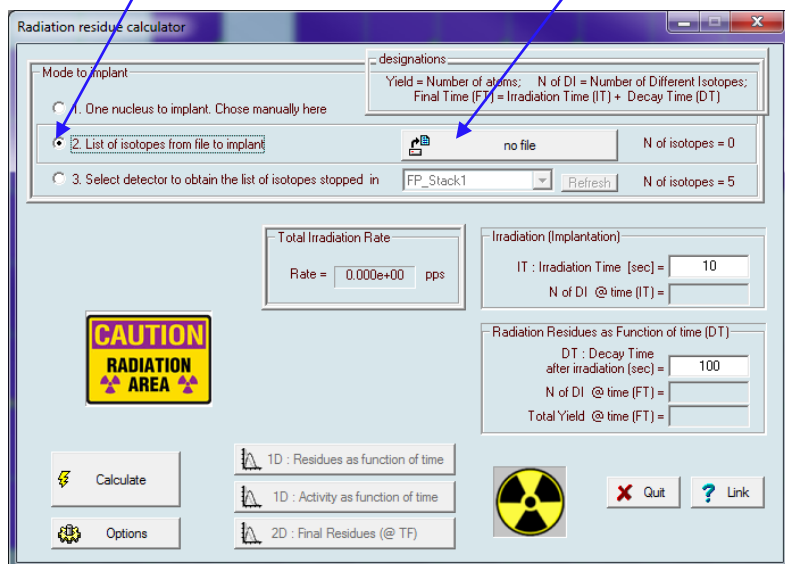 Radiation residue calculator
designations
Yield = Number of atoms; N of DI = Number of Different Isotopes;
Final Time (FT) = Irradiation Time (IT) + Decay Time (DT)
Mode to implant
1. One nucleus to implant. Chose manually here
2. List of isotopes from file to implant
no file
N of isotopes = 0
3. Select detector to obtain the list of isotopes stopped in
FP_Stack1
Refresh
N of isotopes = 5
Total Irradiation Rate
Rate = 0.000e+00 pps
Irradiation (Implantation)
IT : Irradiation Time [sec] = 10
N of DI @ time (IT) =
CAUTION
RADIATION
AREA
Radiation Residues as Function of time (DT)
DT : Decay Time
after irradiation (sec) = 100
N of DI @ time (FT) =
Total Yield @ time (FT) =
Calculate
Options
1D : Residues as function of time
1D : Activity as function of time
2D : Final Residues (@ TF)
Quit
Link